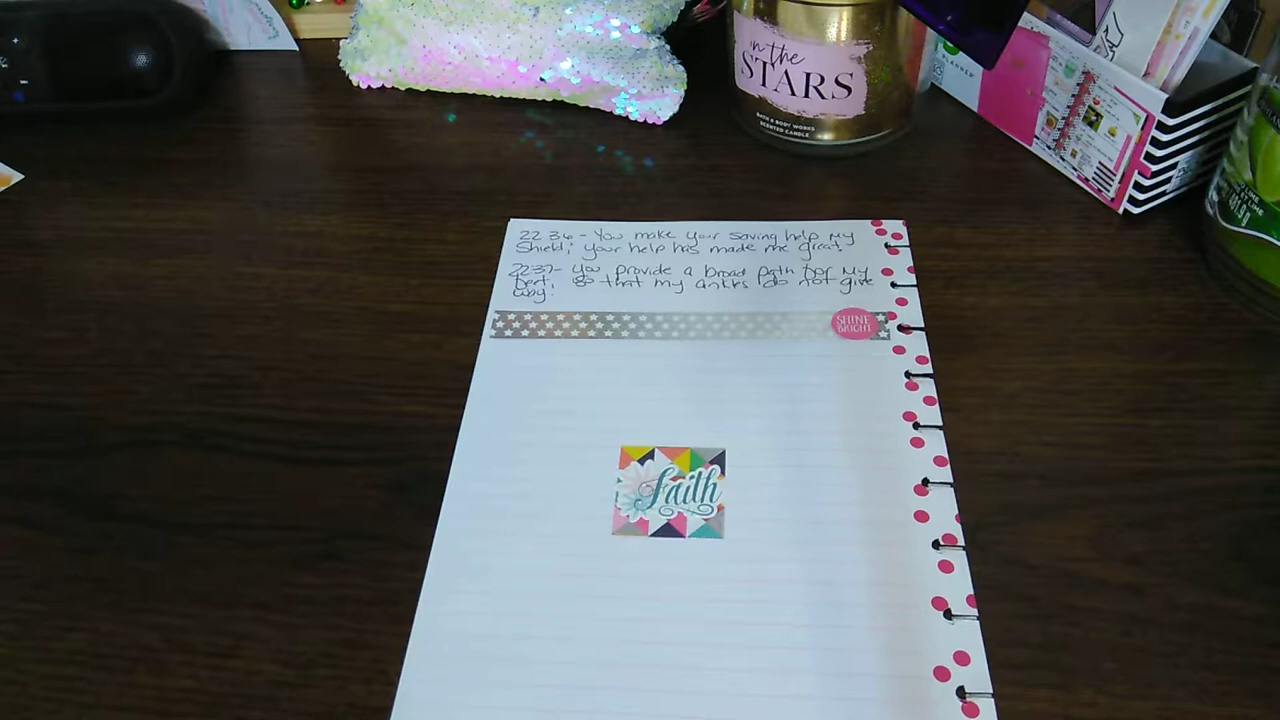 in the
STARS
BATH & BODY WORKS
SCENTED CANDLE
22 36 - You make your saving help my
Shield; your help has made me great.
2237- You provide a broad path for my
feet; so that my ankles do not give
way.
SHINE
BRIGHT
faith